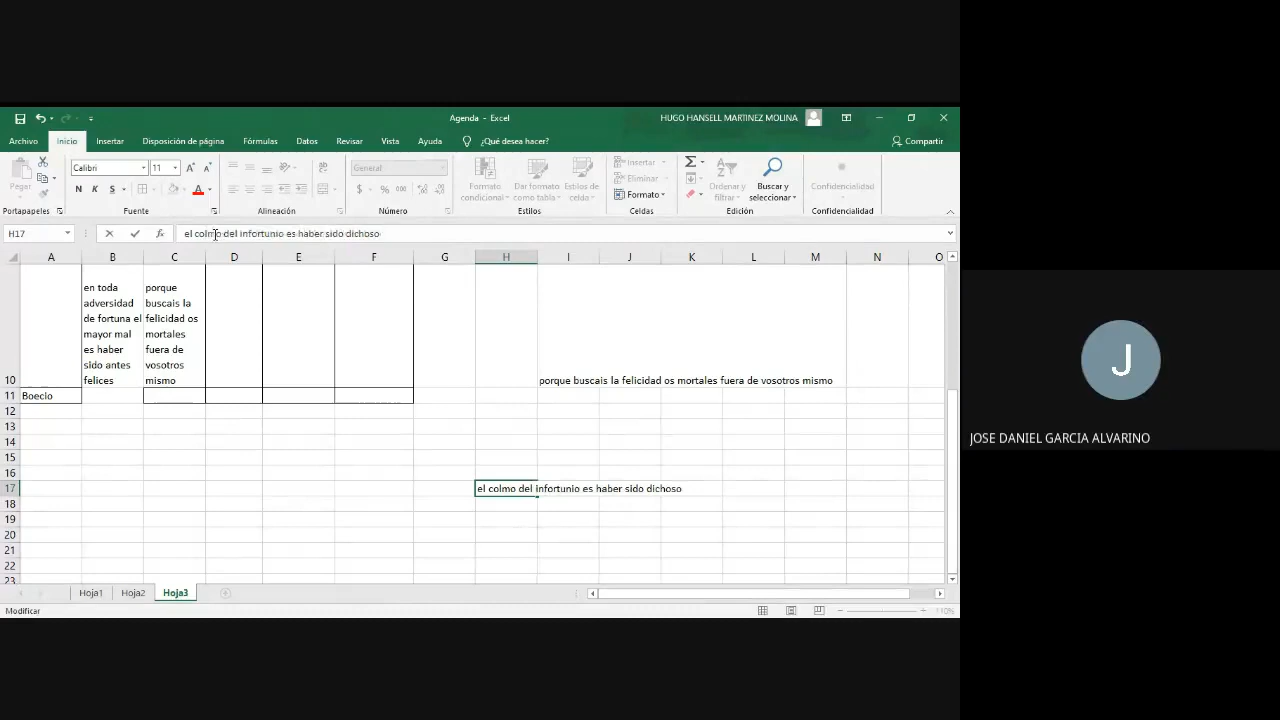 Agenda - Excel
HUGO HANSELL MARTINEZ MOLINA
Archivo Inicio Insertar Disposición de página Fórmulas Datos Revisar Vista Ayuda ¿Qué desea hacer? Compartir
Pegar
Calibri 11
N K S
General
$ % 000
Formato condicional
Dar formato como tabla
Estilos de celda
Insertar
Eliminar
Formato
Ordenar y filtrar
Buscar y seleccionar
Confidencialidad
Portapapeles Fuente Alineación Número Estilos Celdas Edición Confidencialidad
H17 fx el colmo del infortunio es haber sido dichoso
A B C D E F G H I J K L M N O
en toda
adversidad
de fortuna el
mayor mal
es haber
sido antes
felices
porque
buscais la
felicidad os
mortales
fuera de
vosotros
mismo
10 porque buscais la felicidad os mortales fuera de vosotros mismo
11 Boecio
12
13
14
15
16
17 el colmo del infortunio es haber sido dichoso
18
19
20
21
22
23
Hoja1 Hoja2 Hoja3
Modificar 110%
J
JOSE DANIEL GARCIA ALVARINO